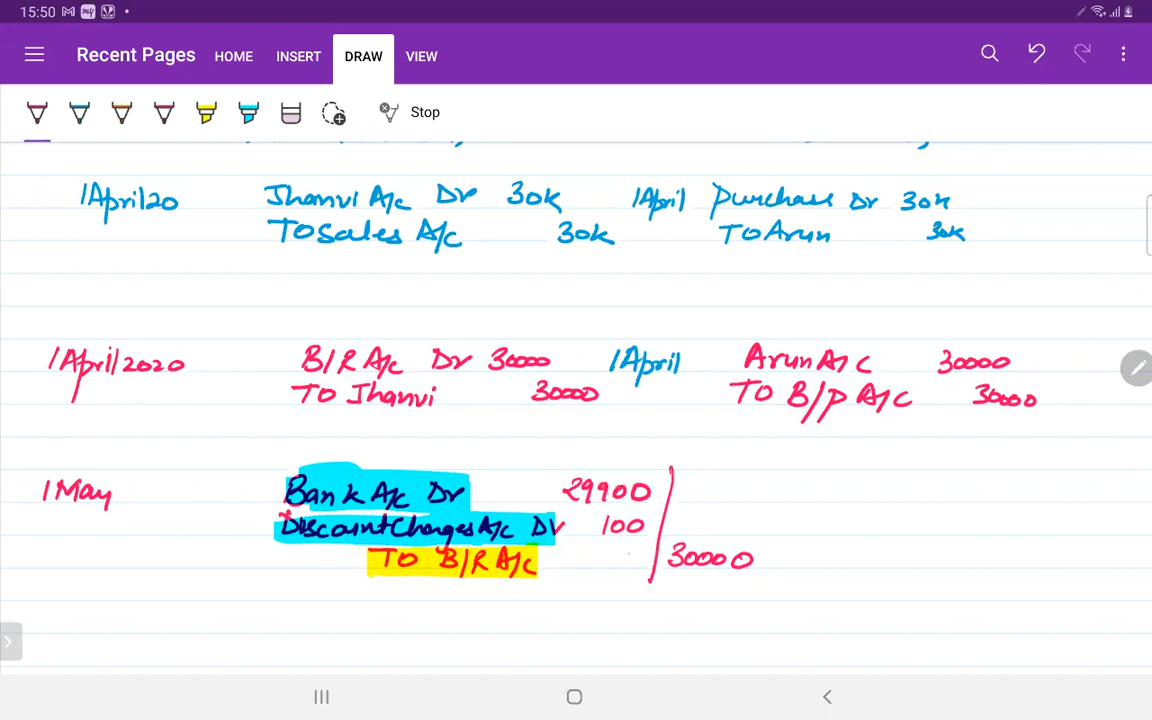 15:50
Recent Pages HOME INSERT DRAW VIEW
Stop
1April20 Jhanvi A/c Dr 30k 1April Purchase Dr 30k
To Sales A/c 30k To Arun 30k
1April2020 B/R A/c Dr 30000 1April Arun A/c 30000
To Jhanvi 30000 To B/P A/c 30000
1May Bank A/c Dr 29900
Discount Charges A/c Dr 100
To B/R A/c 30000